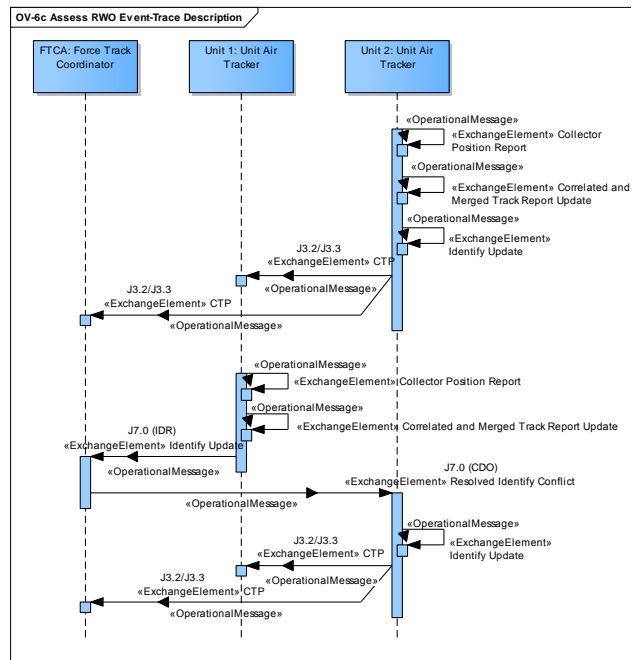 OV-6c Assess RWO Event-Trace Description
FTCA: Force Track
Coordinator
Unit 1: Unit Air
Tracker
Unit 2: Unit Air
Tracker
«OperationalMessage»
«ExchangeElement» Collector
Position Report
«OperationalMessage»
«ExchangeElement» Correlated and
Merged Track Report Update
«OperationalMessage»
«ExchangeElement»
Identify Update
J3.2/J3.3
«ExchangeElement» CTP
«OperationalMessage»
J3.2/J3.3
«ExchangeElement» CTP
«OperationalMessage»
«OperationalMessage»
«ExchangeElement» Collector Position Report
«OperationalMessage»
«ExchangeElement» Correlated and Merged Track Report Update
J7.0 (IDR)
«ExchangeElement» Identify Update
«OperationalMessage»
J7.0 (CDO)
«ExchangeElement» Resolved Identify Conflict
«OperationalMessage»
«OperationalMessage»
«ExchangeElement»
Identify Update
J3.2/J3.3
«ExchangeElement» CTP
«OperationalMessage»
J3.2/J3.3
«ExchangeElement» CTP
«OperationalMessage»